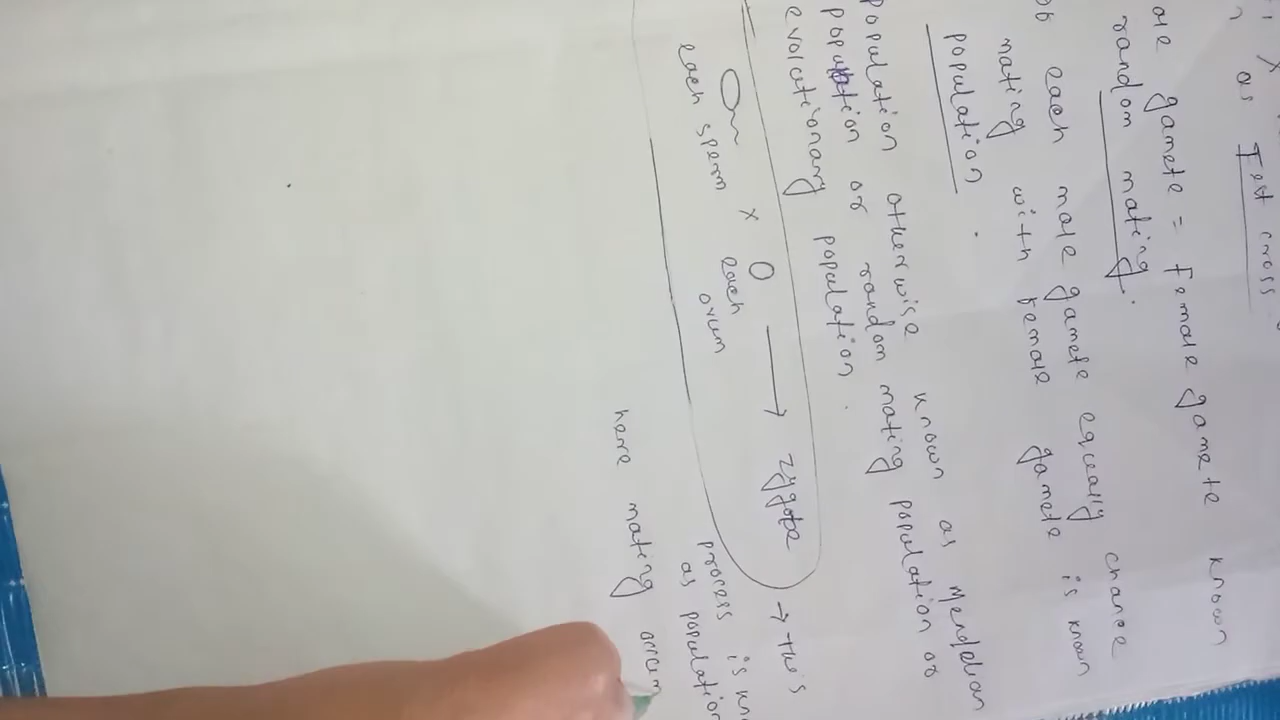 as Test cross
male gamete = Female gamete known
random mating.
of each male gamete equally chance
mating with female gamete is known
population.
population otherwise known as Mendelian
population or random mating population or
evolutionary population.
× O → zygote → this
each sperm each ovum process is
as population
here mating occur